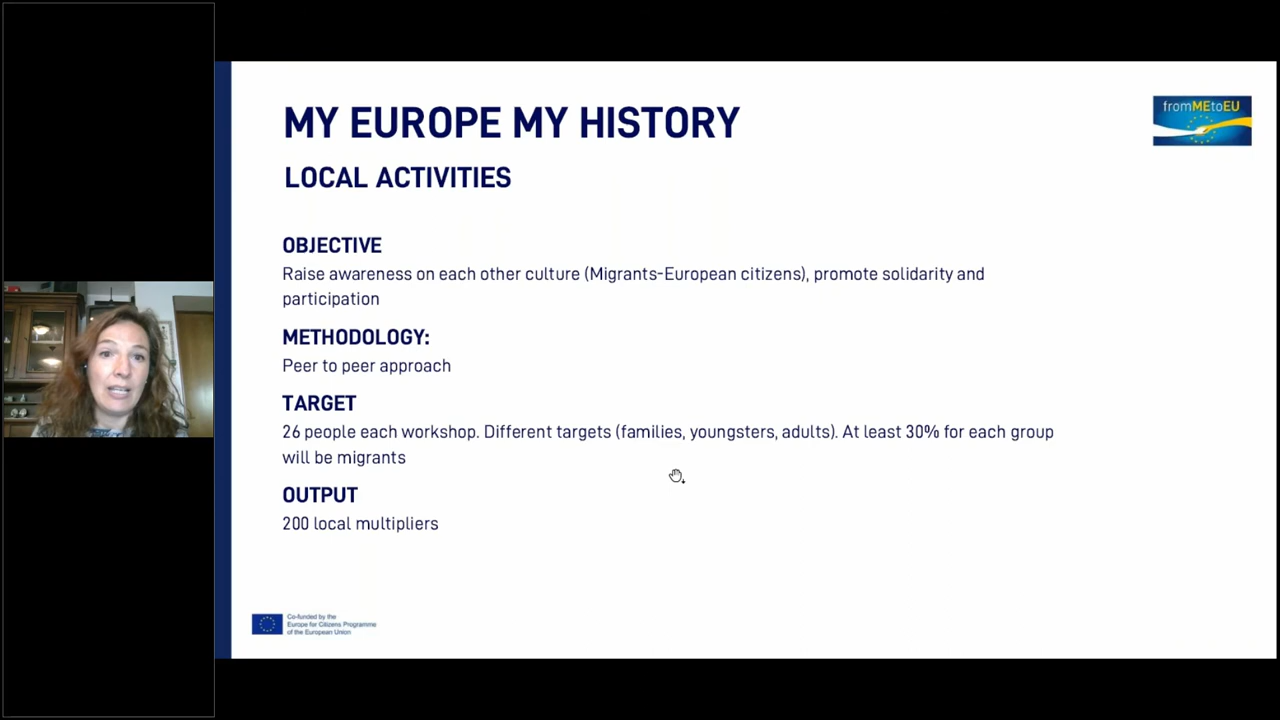 MY EUROPE MY HISTORY
fromMEtoEU
LOCAL ACTIVITIES
OBJECTIVE
Raise awareness on each other culture (Migrants-European citizens), promote solidarity and
participation
METHODOLOGY:
Peer to peer approach
TARGET
26 people each workshop. Different targets (families, youngsters, adults). At least 30% for each group
will be migrants
OUTPUT
200 local multipliers
Co-funded by the
Europe for Citizens Programme
of the European Union